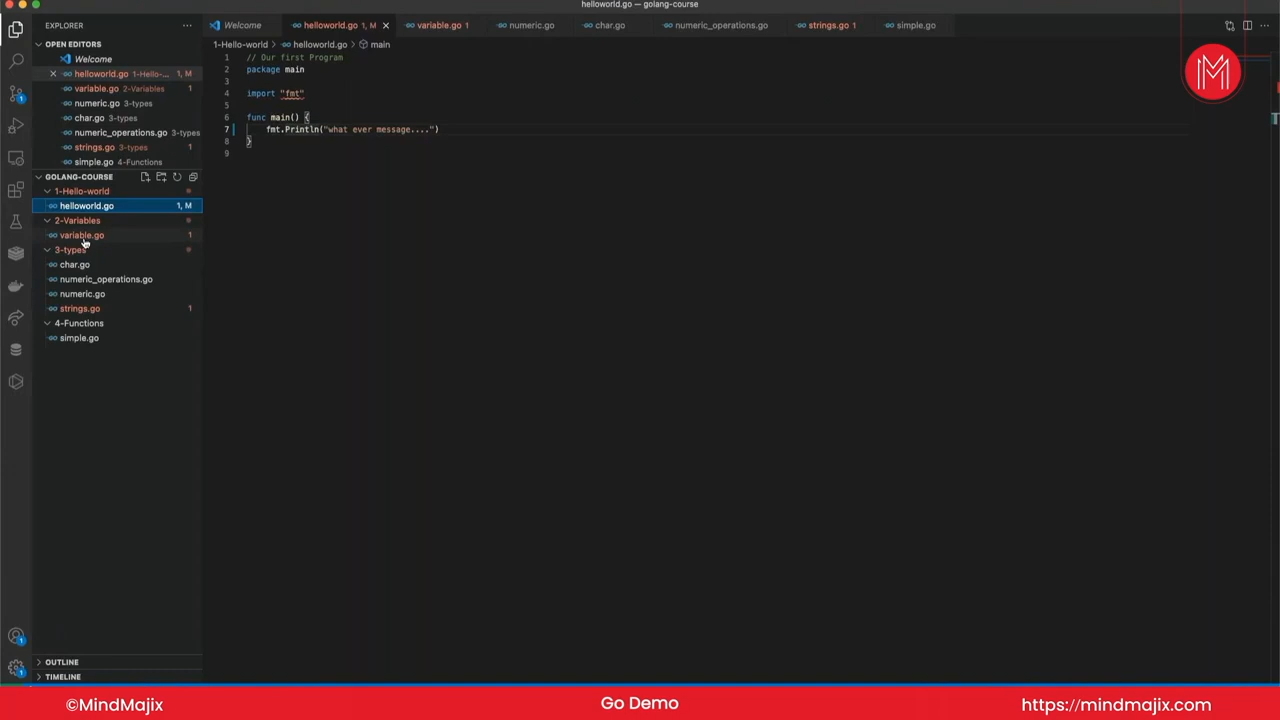 helloworld.go — golang-course
EXPLORER
OPEN EDITORS
Welcome
helloworld.go 1-Hello-... 1, M
variable.go 2-Variables 1
numeric.go 3-types
char.go 3-types
numeric_operations.go 3-types
strings.go 3-types 1
simple.go 4-Functions
GOLANG-COURSE
1-Hello-world
helloworld.go 1, M
2-Variables
variable.go 1
3-types
char.go
numeric_operations.go
numeric.go
strings.go 1
4-Functions
simple.go
OUTLINE
TIMELINE
1
1
1
Welcome helloworld.go 1, M variable.go 1 numeric.go char.go numeric_operations.go strings.go 1 simple.go
1-Hello-world > helloworld.go > main
1 // Our first Program
2 package main
3
4 import "fmt"
5
6 func main() {
7 fmt.Println("what ever message....")
8 }
9
M
©MindMajix
Go Demo
https://mindmajix.com